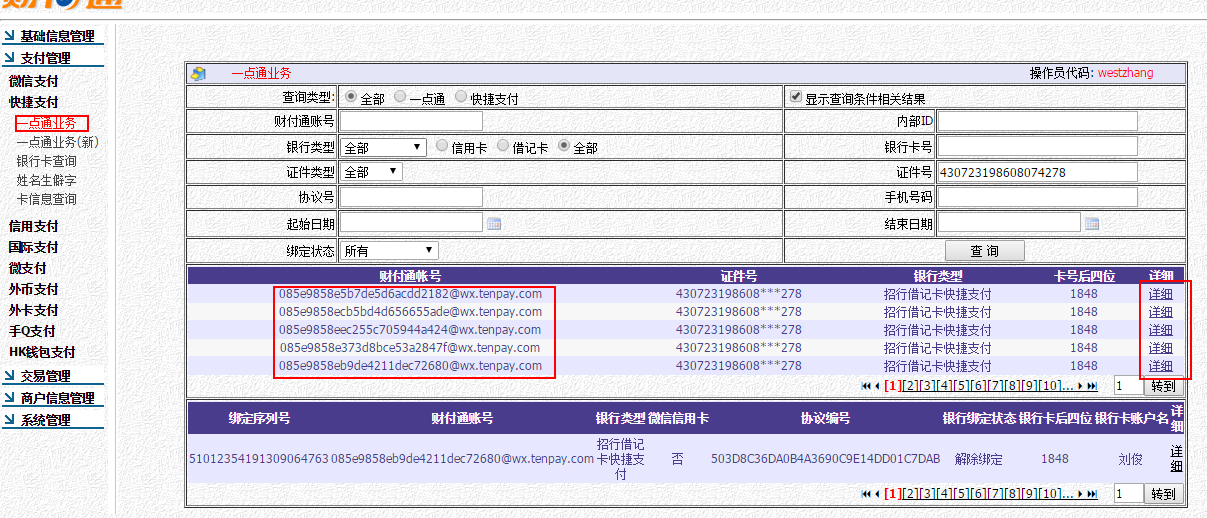 财付通
基础信息管理
支付管理
微信支付
快捷支付
一点通业务
一点通业务(新)
银行卡查询
姓名生僻字
卡信息查询
信用支付
国际支付
微支付
外币支付
外卡支付
手Q支付
HK钱包支付
交易管理
商户信息管理
系统管理
一点通业务 操作员代码: westzhang
查询类型: 全部 一点通 快捷支付 显示查询条件相关结果
财付通账号 内部ID
银行类型 全部 信用卡 借记卡 全部 银行卡号
证件类型 全部 证件号 430723198608074278
协议号 手机号码
起始日期 结束日期
绑定状态 所有 查 询
财付通帐号 证件号 银行类型 卡号后四位 详细
085e9858e5b7de5d6acdd2182@wx.tenpay.com 430723198608***278 招行借记卡快捷支付 1848 详细
085e9858ecb5bd4d656655ade@wx.tenpay.com 430723198608***278 招行借记卡快捷支付 1848 详细
085e9858eec255c705944a424@wx.tenpay.com 430723198608***278 招行借记卡快捷支付 1848 详细
085e9858e373d8bce53a2847f@wx.tenpay.com 430723198608***278 招行借记卡快捷支付 1848 详细
085e9858eb9de4211dec72680@wx.tenpay.com 430723198608***278 招行借记卡快捷支付 1848 详细
[1][2][3][4][5][6][7][8][9][10]... 1 转到
绑定序列号 财付通账号 银行类型 微信信用卡 协议编号 银行绑定状态 银行卡后四位 银行卡账户名 详细
51012354191309064763 085e9858eb9de4211dec72680@wx.tenpay.com 招行借记卡快捷支付 否 503D8C36DA0B4A3690C9E14DD01C7DAB 解除绑定 1848 刘俊 详细
[1][2][3][4][5][6][7][8][9][10]... 1 转到